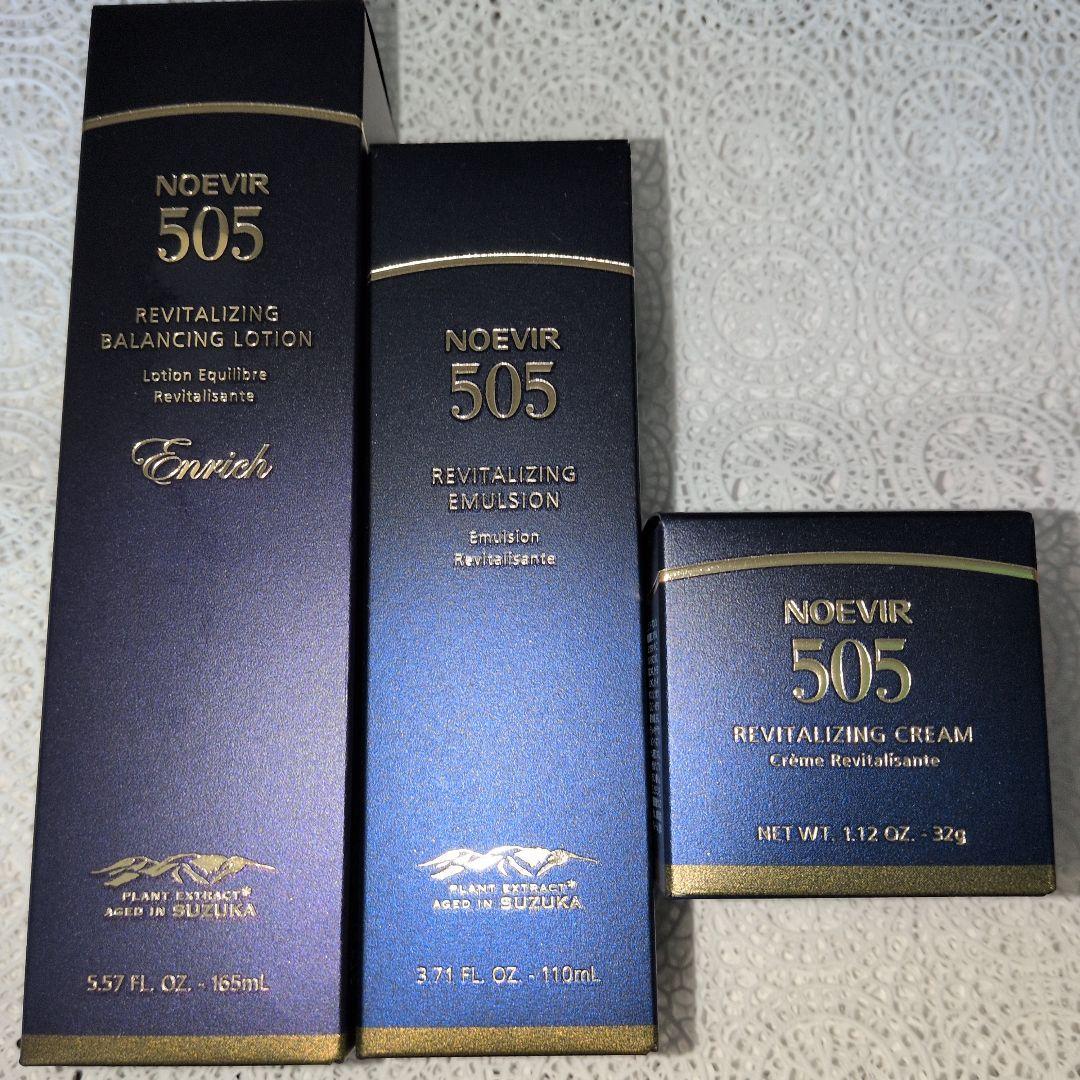 NOEVIR
505
REVITALIZING
BALANCING LOTION
Lotion Equilibre
Revitalisante
Enrich
PLANT EXTRACT*
AGED IN SUZUKA
5.57 FL. OZ. - 165mL
NOEVIR
505
REVITALIZING
EMULSION
Emulsion
Revitalisante
PLANT EXTRACT*
AGED IN SUZUKA
3.71 FL. OZ. - 110mL
NOEVIR
505
REVITALIZING CREAM
Crème Revitalisante
NET WT. 1.12 OZ. - 32g